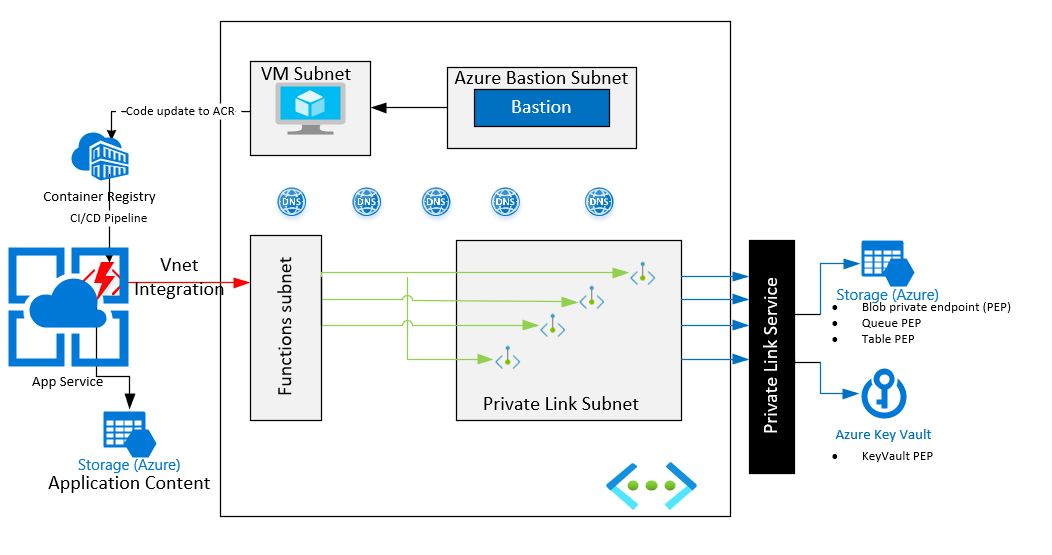 VM Subnet
Azure Bastion Subnet
Bastion
Code update to ACR
Container Registry
CI/CD Pipeline
DNS
DNS
DNS
DNS
DNS
Vnet
Integration
App Service
Functions subnet
Private Link Subnet
Private Link Service
Storage (Azure)
• Blob private endpoint (PEP)
• Queue PEP
• Table PEP
Azure Key Vault
• KeyVault PEP
Storage (Azure)
Application Content